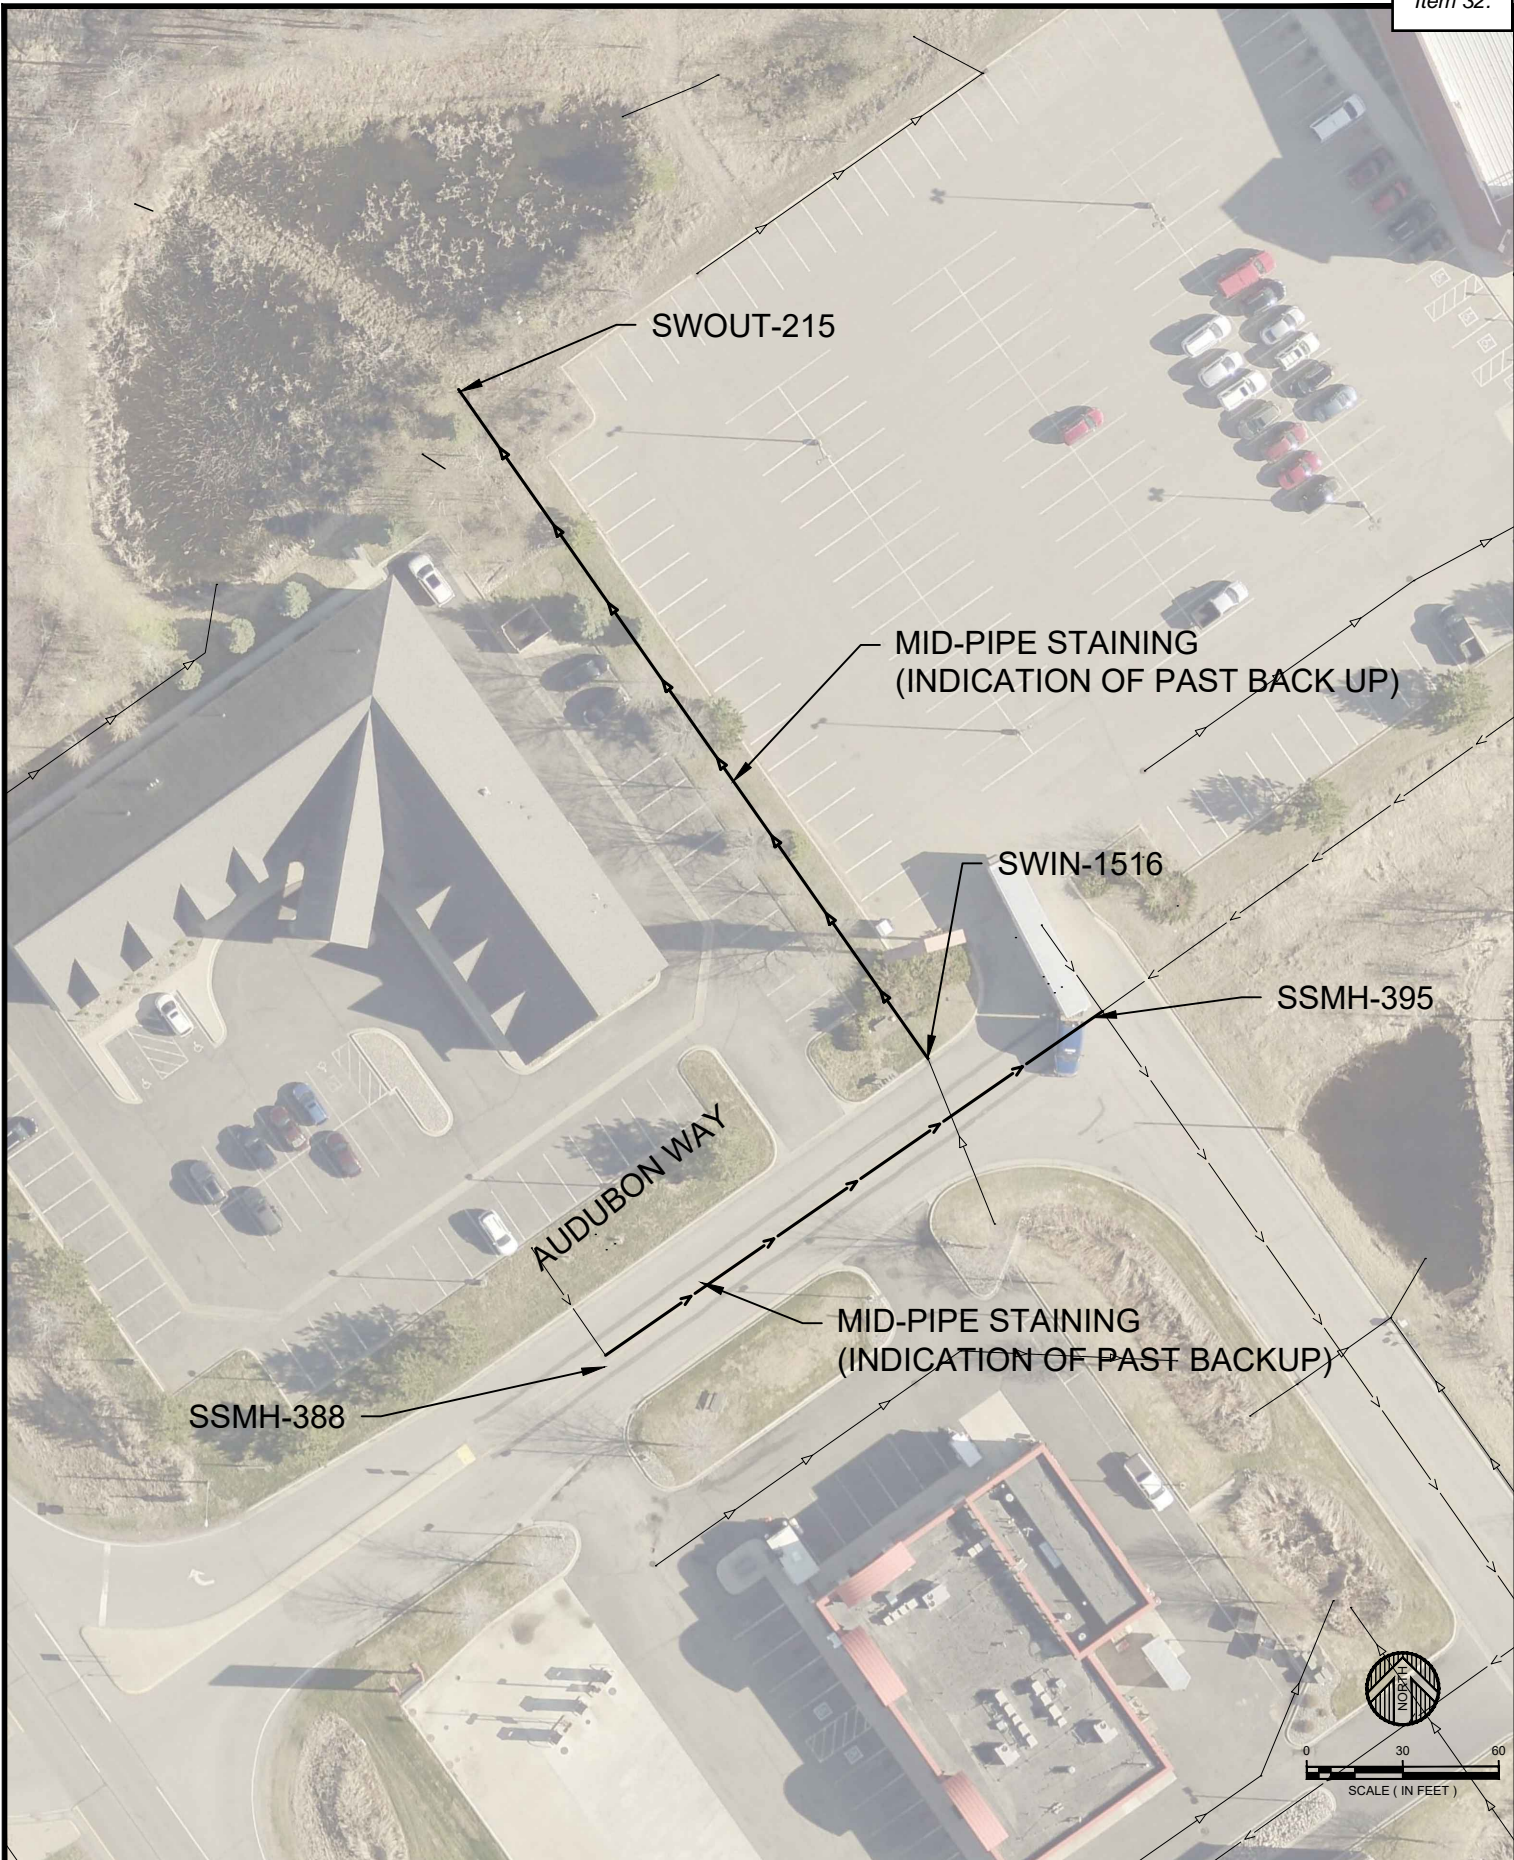 Item 32.
SWOUT-215
MID-PIPE STAINING
(INDICATION OF PAST BACK UP)
SWIN-1516
SSMH-395
AUDUBON WAY
MID-PIPE STAINING
(INDICATION OF PAST BACKUP)
SSMH-388
NORTH
0 30 60
SCALE ( IN FEET )